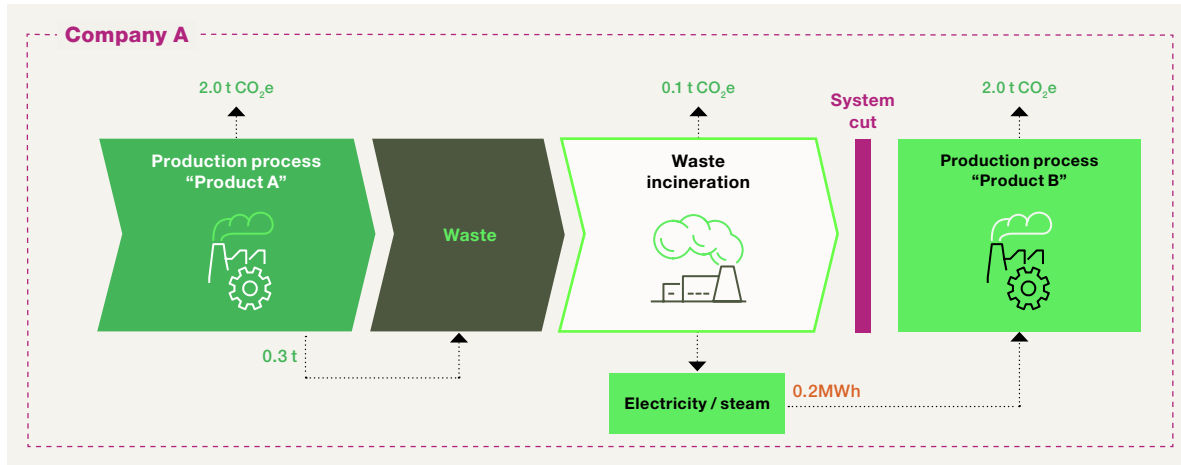 Company A
2.0 t CO₂e
0.1 t CO₂e
System
cut
2.0 t CO₂e
Production process
“Product A”
Waste
Waste
incineration
Production process
“Product B”
0.3 t
Electricity / steam
0.2MWh